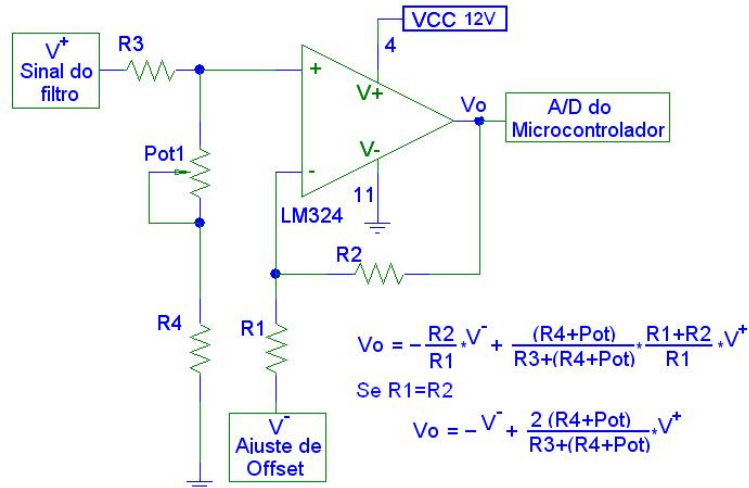 VCC 12V
4
V+
Sinal do
filtro
R3
+
V+
Vo
A/D do
Microcontrolador
Pot1
-
V-
11
LM324
R2
R4
R1
Vo = - R2/R1 * V- + (R4+Pot)/R3+(R4+Pot) * R1+R2/R1 * V+
Se R1=R2
Vo = - V- + 2 (R4+Pot)/R3+(R4+Pot) * V+
V-
Ajuste de
Offset